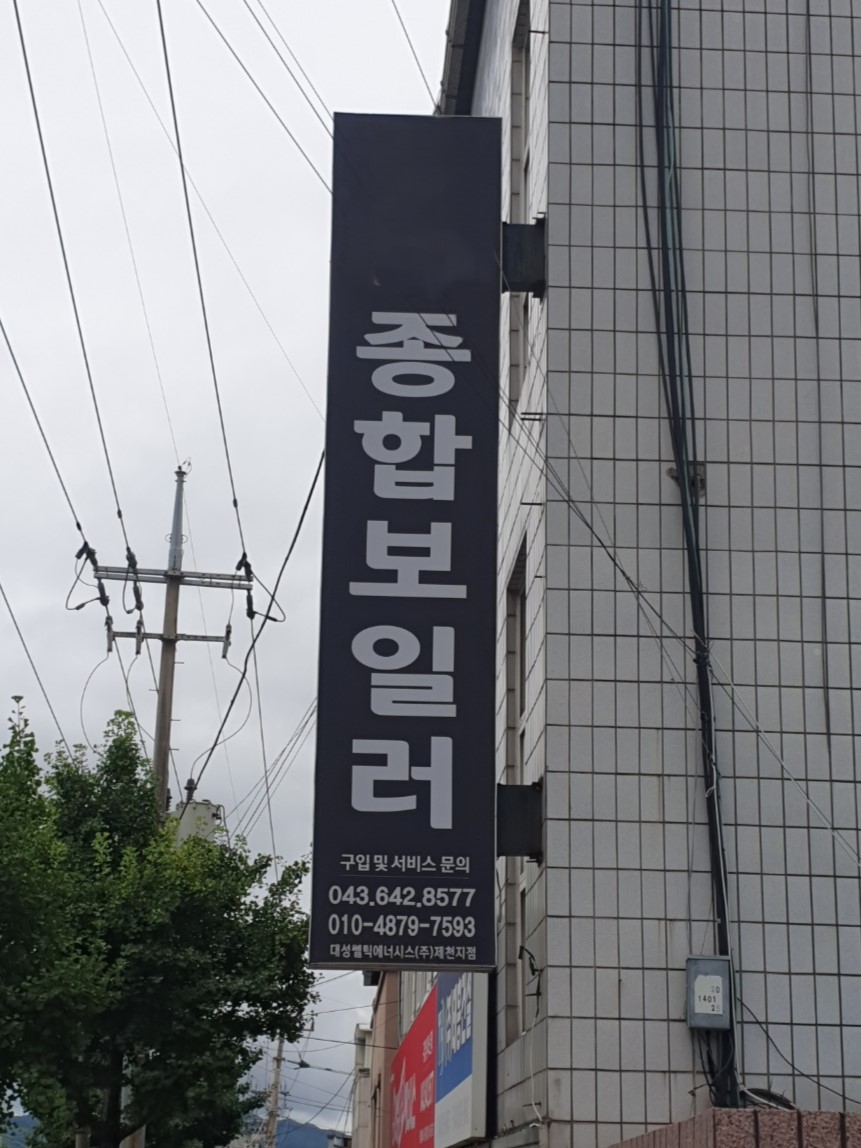 종합보일러
구입 및 서비스 문의
043.642.8577
010-4879-7593
대성쎌틱에너시스(주)제천지점
1401